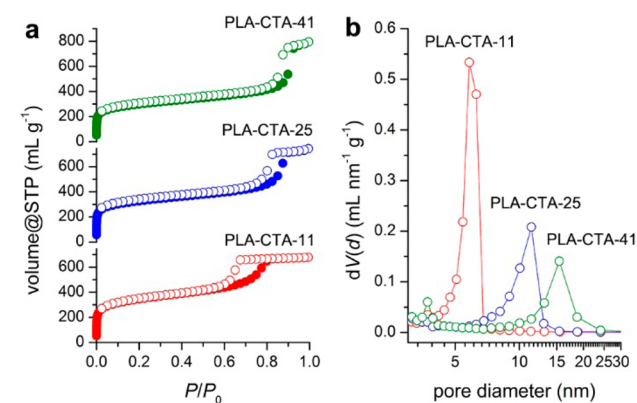 a
PLA-CTA-41
800
600
400
200
0
PLA-CTA-25
600
400
200
0
PLA-CTA-11
600
400
200
0
0.0 0.2 0.4 0.6 0.8 1.0
volume@STP (mL g⁻¹)
P/P₀
b
PLA-CTA-11
PLA-CTA-25
PLA-CTA-41
0.6
0.5
0.4
0.3
0.2
0.1
0.0
5 10 15 20 2530
dV(d) (mL nm⁻¹ g⁻¹)
pore diameter (nm)